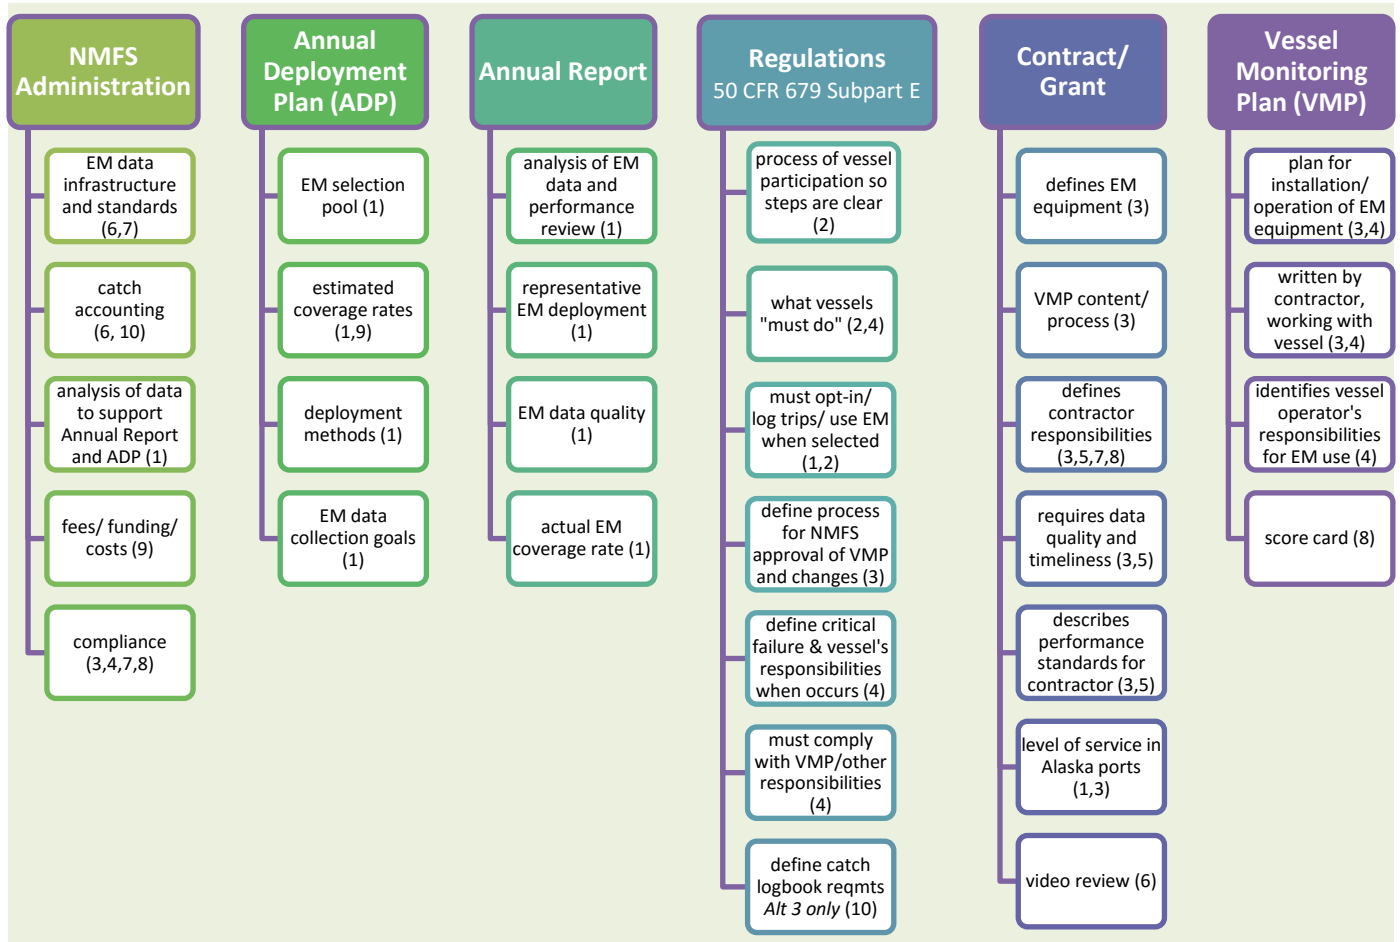 NMFS
Administration
EM data
infrastructure
and standards
(6,7)
catch
accounting
(6, 10)
analysis of data
to support
Annual Report
and ADP (1)
fees/ funding/
costs (9)
compliance
(3,4,7,8)
Annual
Deployment
Plan (ADP)
EM selection
pool (1)
estimated
coverage rates
(1,9)
deployment
methods (1)
EM data
collection goals
(1)
Annual Report
analysis of EM
data and
performance
review (1)
representative
EM deployment
(1)
EM data quality
(1)
actual EM
coverage rate (1)
Regulations
50 CFR 679 Subpart E
process of vessel
participation so
steps are clear
(2)
what vessels
"must do" (2,4)
must opt-in/
log trips/ use EM
when selected
(1,2)
define process
for NMFS
approval of VMP
and changes (3)
define critical
failure & vessel's
responsibilities
when occurs (4)
must comply
with VMP/other
responsibilities
(4)
define catch
logbook reqmts
Alt 3 only (10)
Contract/
Grant
defines EM
equipment (3)
VMP content/
process (3)
defines
contractor
responsibilities
(3,5,7,8)
requires data
quality and
timeliness (3,5)
describes
performance
standards for
contractor (3,5)
level of service in
Alaska ports
(1,3)
video review (6)
Vessel
Monitoring
Plan (VMP)
plan for
installation/
operation of EM
equipment (3,4)
written by
contractor,
working with
vessel (3,4)
identifies vessel
operator's
responsibilities
for EM use (4)
score card (8)